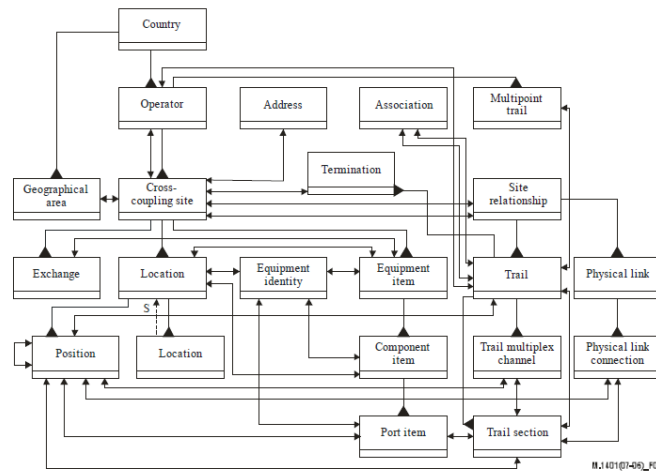 Country
Operator
Address
Association
Multipoint
trail
Termination
Geographical
area
Cross-
coupling site
Site
relationship
Exchange
Location
Equipment
identity
Equipment
item
Trail
Physical link
S
Position
Location
Component
item
Trail multiplex
channel
Physical link
connection
Port item
Trail section